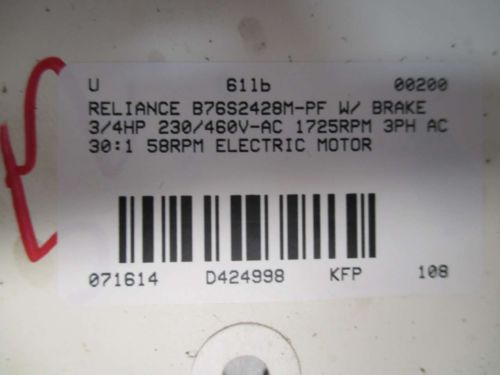 U 61lb 00200
RELIANCE B76S2428M-PF W/ BRAKE
3/4HP 230/460V-AC 1725RPM 3PH AC
30:1 58RPM ELECTRIC MOTOR
071614 D424998 KFP 108